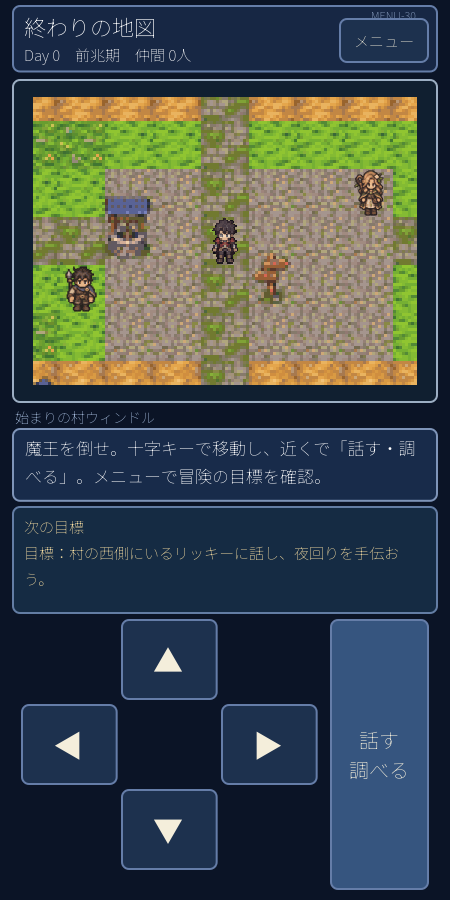 MENU-30
終わりの地図
Day 0　前兆期　仲間 0人
メニュー
始まりの村ウィンドル
魔王を倒せ。十字キーで移動し、近くで「話す・調
べる」。メニューで冒険の目標を確認。
次の目標
目標：村の西側にいるリッキーに話し、夜回りを手伝お
う。
話す
調べる